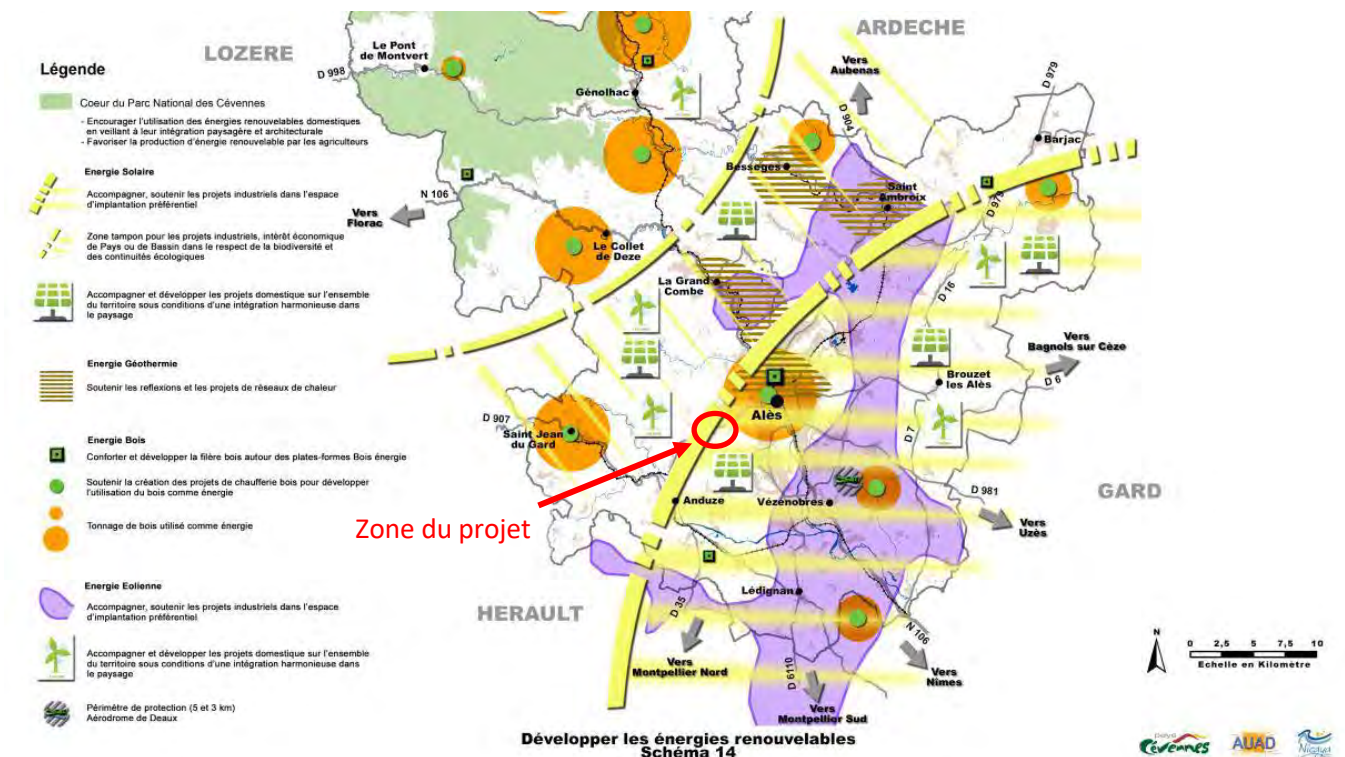 Légende
Coeur du Parc National des Cévennes
- Encourager l'utilisation des énergies renouvelables domestiques
en veillant à leur intégration paysagère et architecturale
- Favoriser la production d'énergie renouvelable par les agriculteurs
Energie Solaire
Accompagner, soutenir les projets industriels dans l'espace
d'implantation préférentiel
Zone tampon pour les projets industriels, intérêt économique
de Pays ou de Bassin dans le respect de la biodiversité et
des continuités écologiques
Accompagner et développer les projets domestique sur l'ensemble
du territoire sous conditions d'une intégration harmonieuse dans
le paysage
Energie Géothermie
Soutenir les reflexions et les projets de réseaux de chaleur
Energie Bois
Conforter et développer la filère bois autour des plates-formes Bois énergie
Soutenir la création des projets de chaufferie bois pour développer
l'utilisation du bois comme énergie
Tonnage de bois utilisé comme énergie
Energie Eolienne
Accompagner, soutenir les projets industriels dans l'espace
d'implantation préférentiel
Accompagner et développer les projets domestique sur l'ensemble
du territoire sous conditions d'une intégration harmonieuse dans
le paysage
Périmètre de protection (5 et 3 km)
Aérodrome de Deaux
LOZERE
ARDECHE
Le Pont
de Montvert
D 998
Génolhac
Vers
Aubenas
D 904
D 979
Barjac
Besseges
Saint
Ambroix
D 979
N 106
Vers
Florac
Le Collet
de Deze
La Grand
Combe
D 16
Vers
Bagnols sur Cèze
Brouzet
les Alès
D 6
Alès
D 7
D 907
Saint Jean
du Gard
Zone du projet
Anduze
Vézénobres
D 981
Vers
Uzès
GARD
HERAULT
Lédignan
D 35
N 106
Vers
Montpellier Nord
D 6110
Vers
Nimes
Vers
Montpellier Sud
N
0 2,5 5 7,5 10
Echelle en Kilomètre
Développer les énergies renouvelables
Schéma 14
pays
Cévennes
AUAD
Nicaya